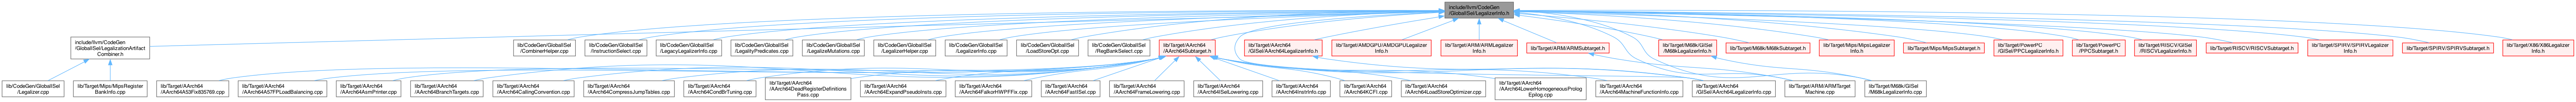 include/llvm/CodeGen
/GlobalISel/LegalizerInfo.h
include/llvm/CodeGen
/GlobalISel/LegalizationArtifact
Combiner.h
lib/CodeGen/GlobalISel
/CombinerHelper.cpp
lib/CodeGen/GlobalISel
/InstructionSelect.cpp
lib/CodeGen/GlobalISel
/LegacyLegalizerInfo.cpp
lib/CodeGen/GlobalISel
/LegalityPredicates.cpp
lib/CodeGen/GlobalISel
/LegalizeMutations.cpp
lib/CodeGen/GlobalISel
/LegalizerHelper.cpp
lib/CodeGen/GlobalISel
/LegalizerInfo.cpp
lib/CodeGen/GlobalISel
/LoadStoreOpt.cpp
lib/CodeGen/GlobalISel
/RegBankSelect.cpp
lib/Target/AArch64
/AArch64Subtarget.h
lib/Target/AArch64
/GISel/AArch64LegalizerInfo.h
lib/Target/AMDGPU/AMDGPULegalizer
Info.h
lib/Target/ARM/ARMLegalizer
Info.h
lib/Target/ARM/ARMSubtarget.h
lib/Target/M68k/GISel
/M68kLegalizerInfo.h
lib/Target/M68k/M68kSubtarget.h
lib/Target/Mips/MipsLegalizer
Info.h
lib/Target/Mips/MipsSubtarget.h
lib/Target/PowerPC
/GISel/PPCLegalizerInfo.h
lib/Target/PowerPC
/PPCSubtarget.h
lib/Target/RISCV/GISel
/RISCVLegalizerInfo.h
lib/Target/RISCV/RISCVSubtarget.h
lib/Target/SPIRV/SPIRVLegalizer
Info.h
lib/Target/SPIRV/SPIRVSubtarget.h
lib/Target/X86/X86Legalizer
Info.h
lib/CodeGen/GlobalISel
/Legalizer.cpp
lib/Target/Mips/MipsRegister
BankInfo.cpp
lib/Target/AArch64
/AArch64A53Fix835769.cpp
lib/Target/AArch64
/AArch64A57FPLoadBalancing.cpp
lib/Target/AArch64
/AArch64AsmPrinter.cpp
lib/Target/AArch64
/AArch64BranchTargets.cpp
lib/Target/AArch64
/AArch64CallingConvention.cpp
lib/Target/AArch64
/AArch64CompressJumpTables.cpp
lib/Target/AArch64
/AArch64CondBrTuning.cpp
lib/Target/AArch64
/AArch64DeadRegisterDefinitions
Pass.cpp
lib/Target/AArch64
/AArch64ExpandPseudoInsts.cpp
lib/Target/AArch64
/AArch64FalkorHWPFFix.cpp
lib/Target/AArch64
/AArch64FastISel.cpp
lib/Target/AArch64
/AArch64FrameLowering.cpp
lib/Target/AArch64
/AArch64ISelLowering.cpp
lib/Target/AArch64
/AArch64InstrInfo.cpp
lib/Target/AArch64
/AArch64KCFI.cpp
lib/Target/AArch64
/AArch64LoadStoreOptimizer.cpp
lib/Target/AArch64
/AArch64LowerHomogeneousProlog
Epilog.cpp
lib/Target/AArch64
/AArch64MachineFunctionInfo.cpp
lib/Target/AArch64
/GISel/AArch64LegalizerInfo.cpp
lib/Target/ARM/ARMTarget
Machine.cpp
lib/Target/M68k/GISel
/M68kLegalizerInfo.cpp